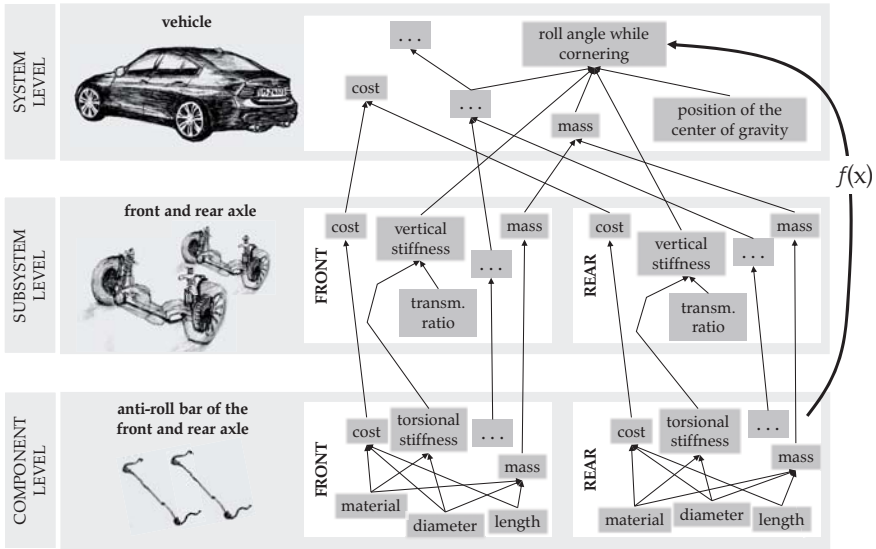 SYSTEM
LEVEL
vehicle
. . .
roll angle while
cornering
cost
. . .
mass
position of the
center of gravity
f(x)
SUBSYSTEM
LEVEL
front and rear axle
FRONT
cost
vertical
stiffness
mass
. . .
transm.
ratio
REAR
cost
vertical
stiffness
mass
. . .
transm.
ratio
COMPONENT
LEVEL
anti-roll bar of the
front and rear axle
FRONT
cost
torsional
stiffness
. . .
mass
material
diameter
length
REAR
cost
torsional
stiffness
. . .
mass
material
diameter
length